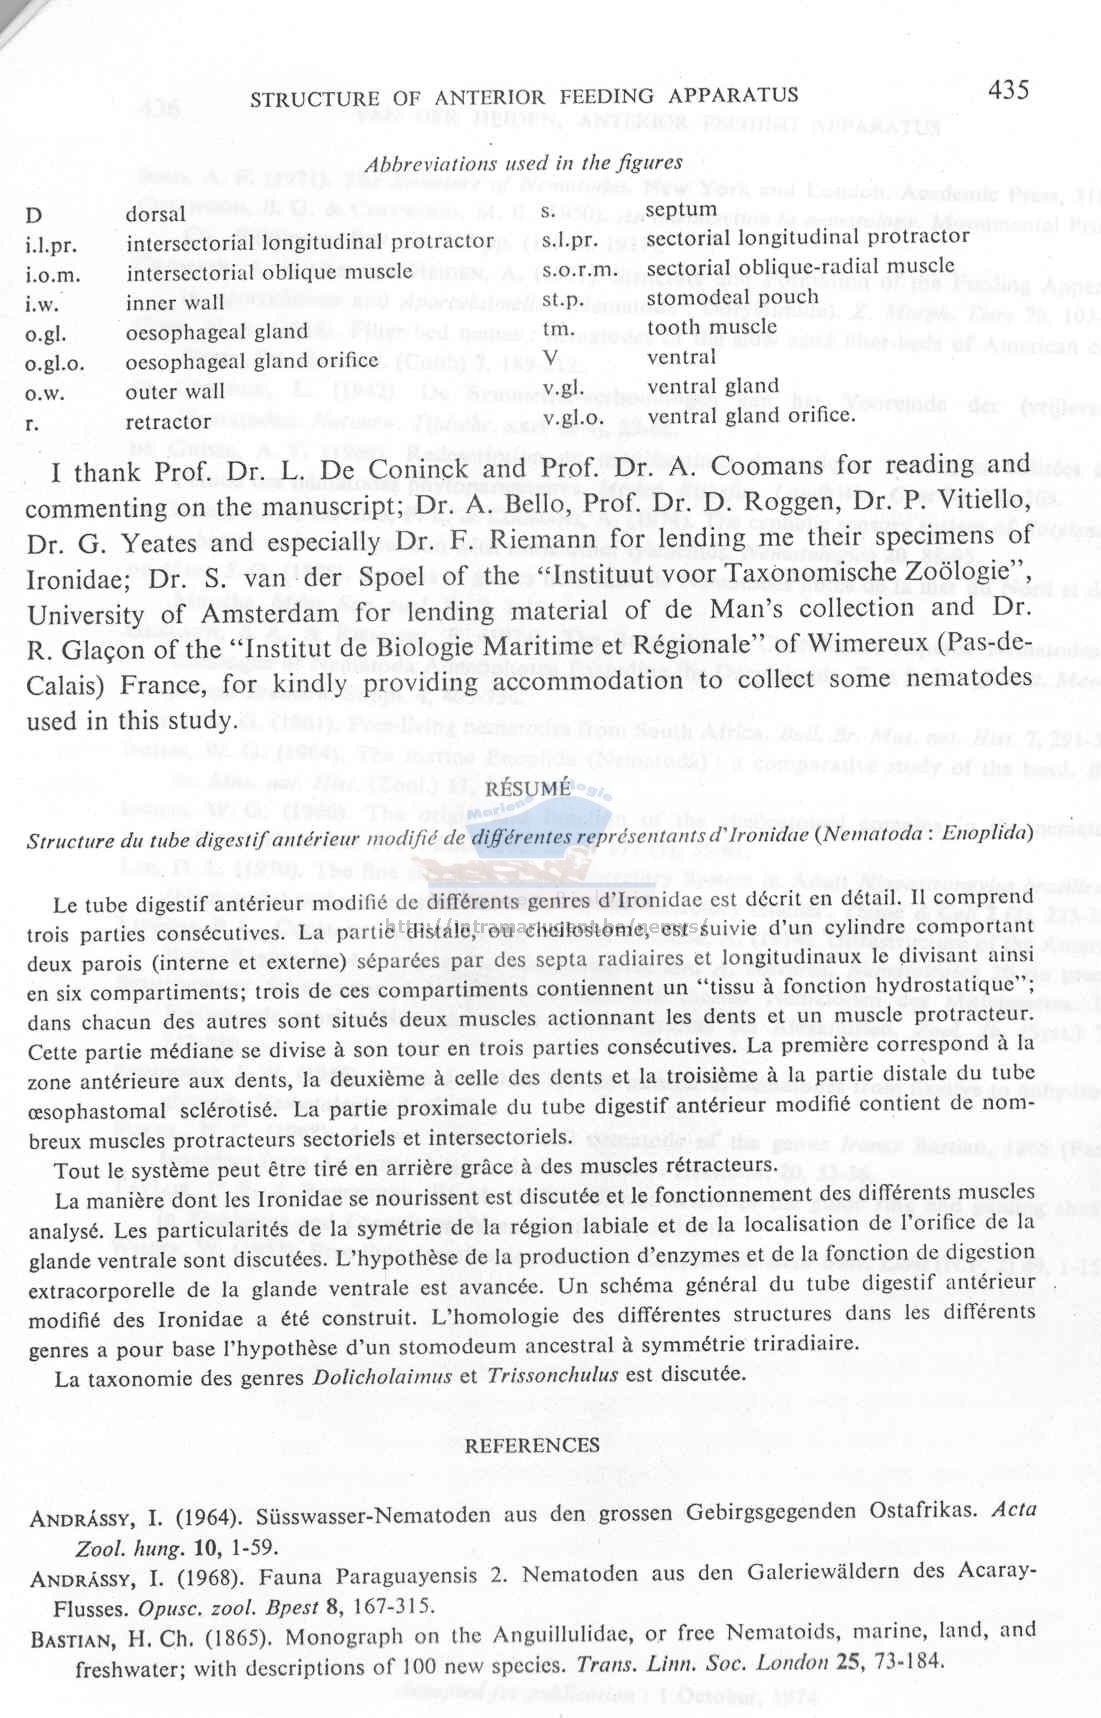 STRUCTURE OF ANTERIOR FEEDING APPARATUS 435
Abbreviations used in the figures
D dorsal s. septum
i.l.pr. intersectorial longitudinal protractor s.l.pr. sectorial longitudinal protractor
i.o.m. intersectorial oblique muscle s.o.r.m. sectorial oblique-radial muscle
i.w. inner wall st.p. stomodeal pouch
o.gl. oesophageal gland tm. tooth muscle
o.gl.o. oesophageal gland orifice V ventral
o.w. outer wall v.gl. ventral gland
r. retractor v.gl.o. ventral gland orifice.
I thank Prof. Dr. L. De Coninck and Prof. Dr. A. Coomans for reading and
commenting on the manuscript; Dr. A. Bello, Prof. Dr. D. Roggen, Dr. P. Vitiello,
Dr. G. Yeates and especially Dr. F. Riemann for lending me their specimens of
Ironidae; Dr. S. van der Spoel of the “Instituut voor Taxonomische Zoölogie”,
University of Amsterdam for lending material of de Man’s collection and Dr.
R. Glaçon of the “Institut de Biologie Maritime et Régionale” of Wimereux (Pas-de-
Calais) France, for kindly providing accommodation to collect some nematodes
used in this study.
RÉSUMÉ
Structure du tube digestif antérieur modifié de différentes représentants d’Ironidae (Nematoda : Enoplida)
Le tube digestif antérieur modifié de différents genres d’Ironidae est décrit en détail. Il comprend
trois parties consécutives. La partie distale, ou cheilostome, est suivie d’un cylindre comportant
deux parois (interne et externe) séparées par des septa radiaires et longitudinaux le divisant ainsi
en six compartiments; trois de ces compartiments contiennent un “tissu à fonction hydrostatique”;
dans chacun des autres sont situés deux muscles actionnant les dents et un muscle protracteur.
Cette partie médiane se divise à son tour en trois parties consécutives. La première correspond à la
zone antérieure aux dents, la deuxième à celle des dents et la troisième à la partie distale du tube
œsophastomal sclérotisé. La partie proximale du tube digestif antérieur modifié contient de nom-
breux muscles protracteurs sectoriels et intersectoriels.
Tout le système peut être tiré en arrière grâce à des muscles rétracteurs.
La manière dont les Ironidae se nourissent est discutée et le fonctionnement des différents muscles
analysé. Les particularités de la symétrie de la région labiale et de la localisation de l’orifice de la
glande ventrale sont discutées. L’hypothèse de la production d’enzymes et de la fonction de digestion
extracorporelle de la glande ventrale est avancée. Un schéma général du tube digestif antérieur
modifié des Ironidae a été construit. L’homologie des différentes structures dans les différents
genres a pour base l’hypothèse d’un stomodeum ancestral à symmétrie triradiaire.
La taxonomie des genres Dolicholaimus et Trissonchulus est discutée.
REFERENCES
ANDRÁSSY, I. (1964). Süsswasser-Nematoden aus den grossen Gebirgsgegenden Ostafrikas. Acta
Zool. hung. 10, 1-59.
ANDRÁSSY, I. (1968). Fauna Paraguayensis 2. Nematoden aus den Galeriewäldern des Acaray-
Flusses. Opusc. zool. Bpest 8, 167-315.
BASTIAN, H. Ch. (1865). Monograph on the Anguillulidae, or free Nematoids, marine, land, and
freshwater; with descriptions of 100 new species. Trans. Linn. Soc. London 25, 73-184.